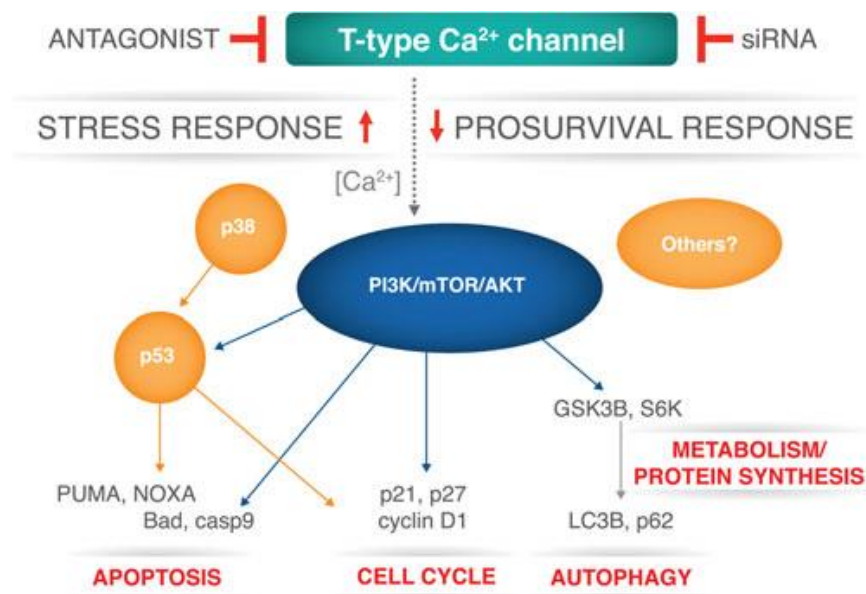 ANTAGONIST
T-type Ca²⁺ channel
siRNA
STRESS RESPONSE
PROSURVIVAL RESPONSE
[Ca²⁺]
p38
Others?
PI3K/mTOR/AKT
p53
GSK3B, S6K
METABOLISM/
PROTEIN SYNTHESIS
PUMA, NOXA
Bad, casp9
p21, p27
cyclin D1
LC3B, p62
APOPTOSIS
CELL CYCLE
AUTOPHAGY